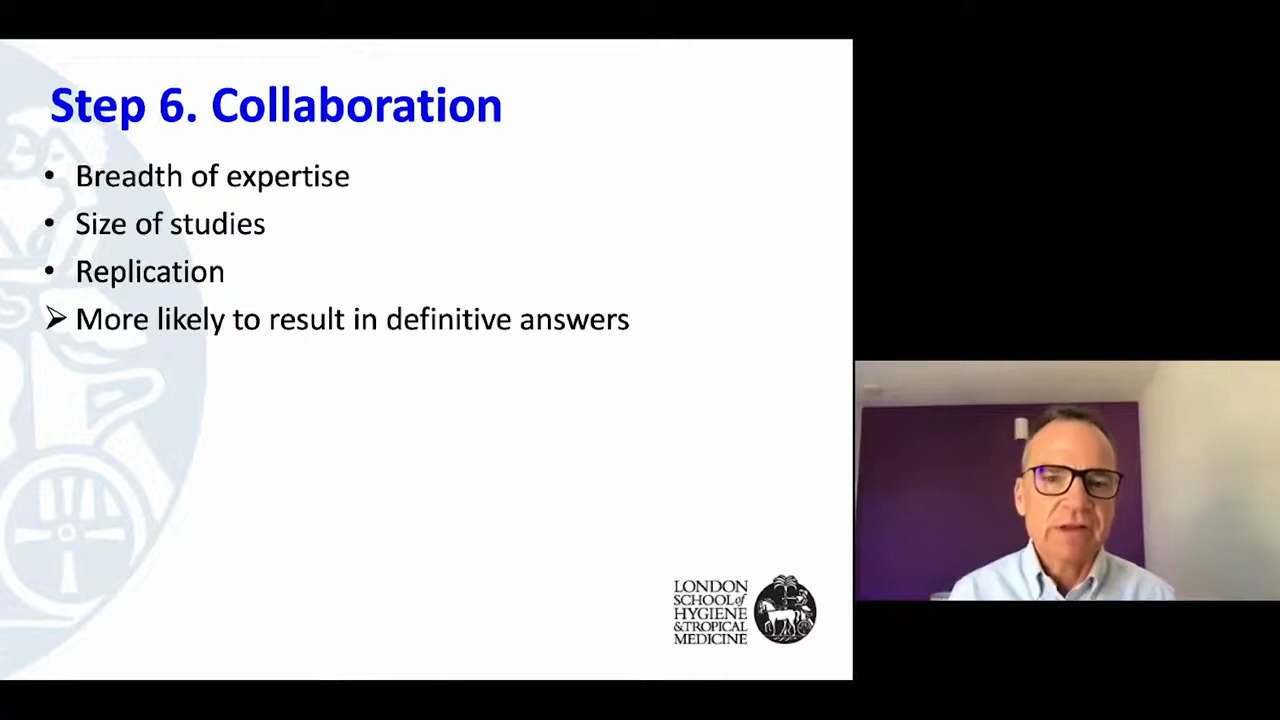 Step 6. Collaboration
• Breadth of expertise
• Size of studies
• Replication
➢ More likely to result in definitive answers
LONDON
SCHOOL of
HYGIENE
& TROPICAL
MEDICINE